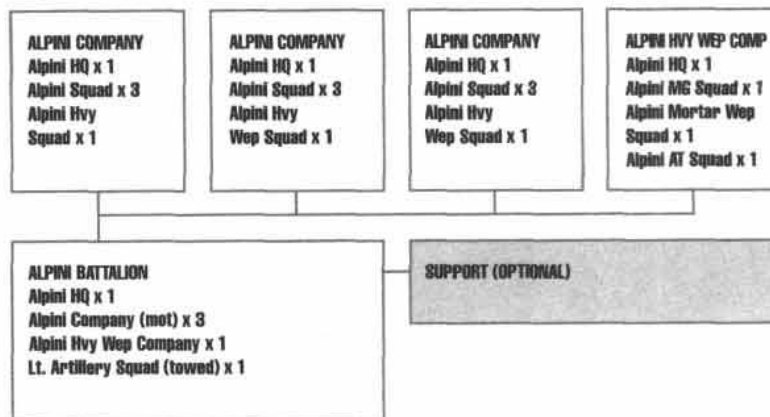 ALPINI COMPANY
Alpini HQ x 1
Alpini Squad x 3
Alpini Hvy
Squad x 1
ALPINI COMPANY
Alpini HQ x 1
Alpini Squad x 3
Alpini Hvy
Wep Squad x 1
ALPINI COMPANY
Alpini HQ x 1
Alpini Squad x 3
Alpini Hvy
Wep Squad x 1
ALPINI HVY WEP COMP
Alpini HQ x 1
Alpini MG Squad x 1
Alpini Mortar Wep
Squad x 1
Alpini AT Squad x 1
ALPINI BATTALION
Alpini HQ x 1
Alpini Company (mot) x 3
Alpini Hvy Wep Company x 1
Lt. Artillery Squad (towed) x 1
SUPPORT (OPTIONAL)